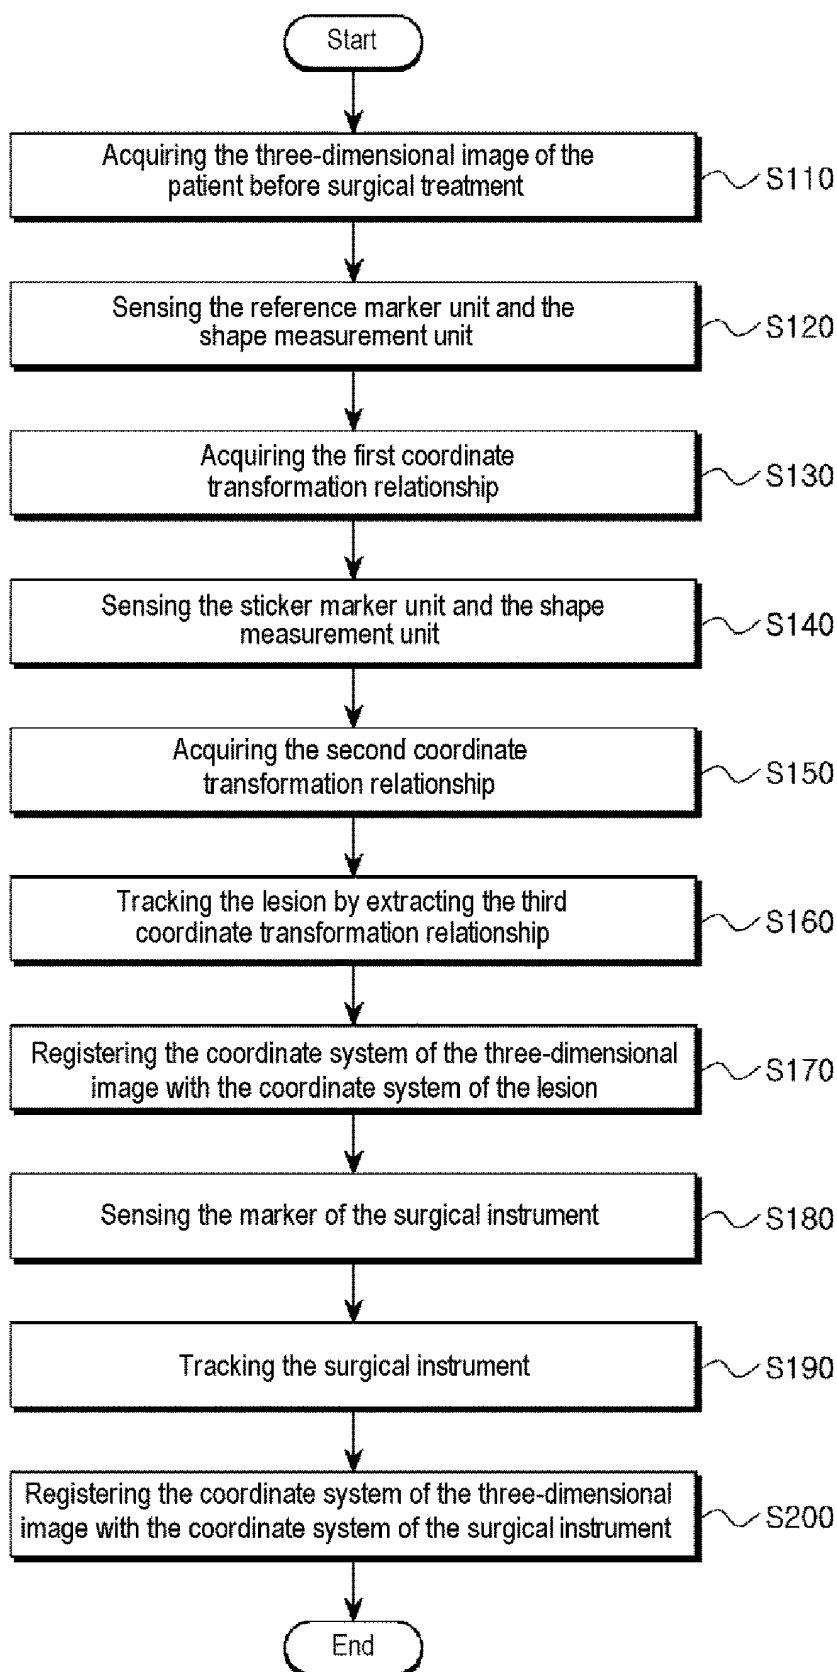 Start
Acquiring the three-dimensional image of the
patient before surgical treatment
S110
Sensing the reference marker unit and the
shape measurement unit
S120
Acquiring the first coordinate
transformation relationship
S130
Sensing the sticker marker unit and the shape
measurement unit
S140
Acquiring the second coordinate
transformation relationship
S150
Tracking the lesion by extracting the third
coordinate transformation relationship
S160
Registering the coordinate system of the three-dimensional
image with the coordinate system of the lesion
S170
Sensing the marker of the surgical instrument
S180
Tracking the surgical instrument
S190
Registering the coordinate system of the three-dimensional
image with the coordinate system of the surgical instrument
S200
End